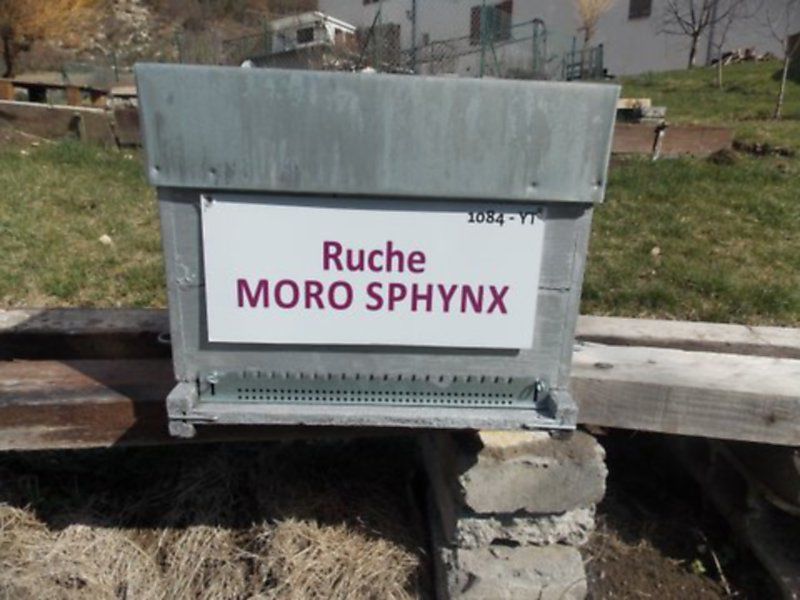 1084 - YT
Ruche
MORO SPHYNX